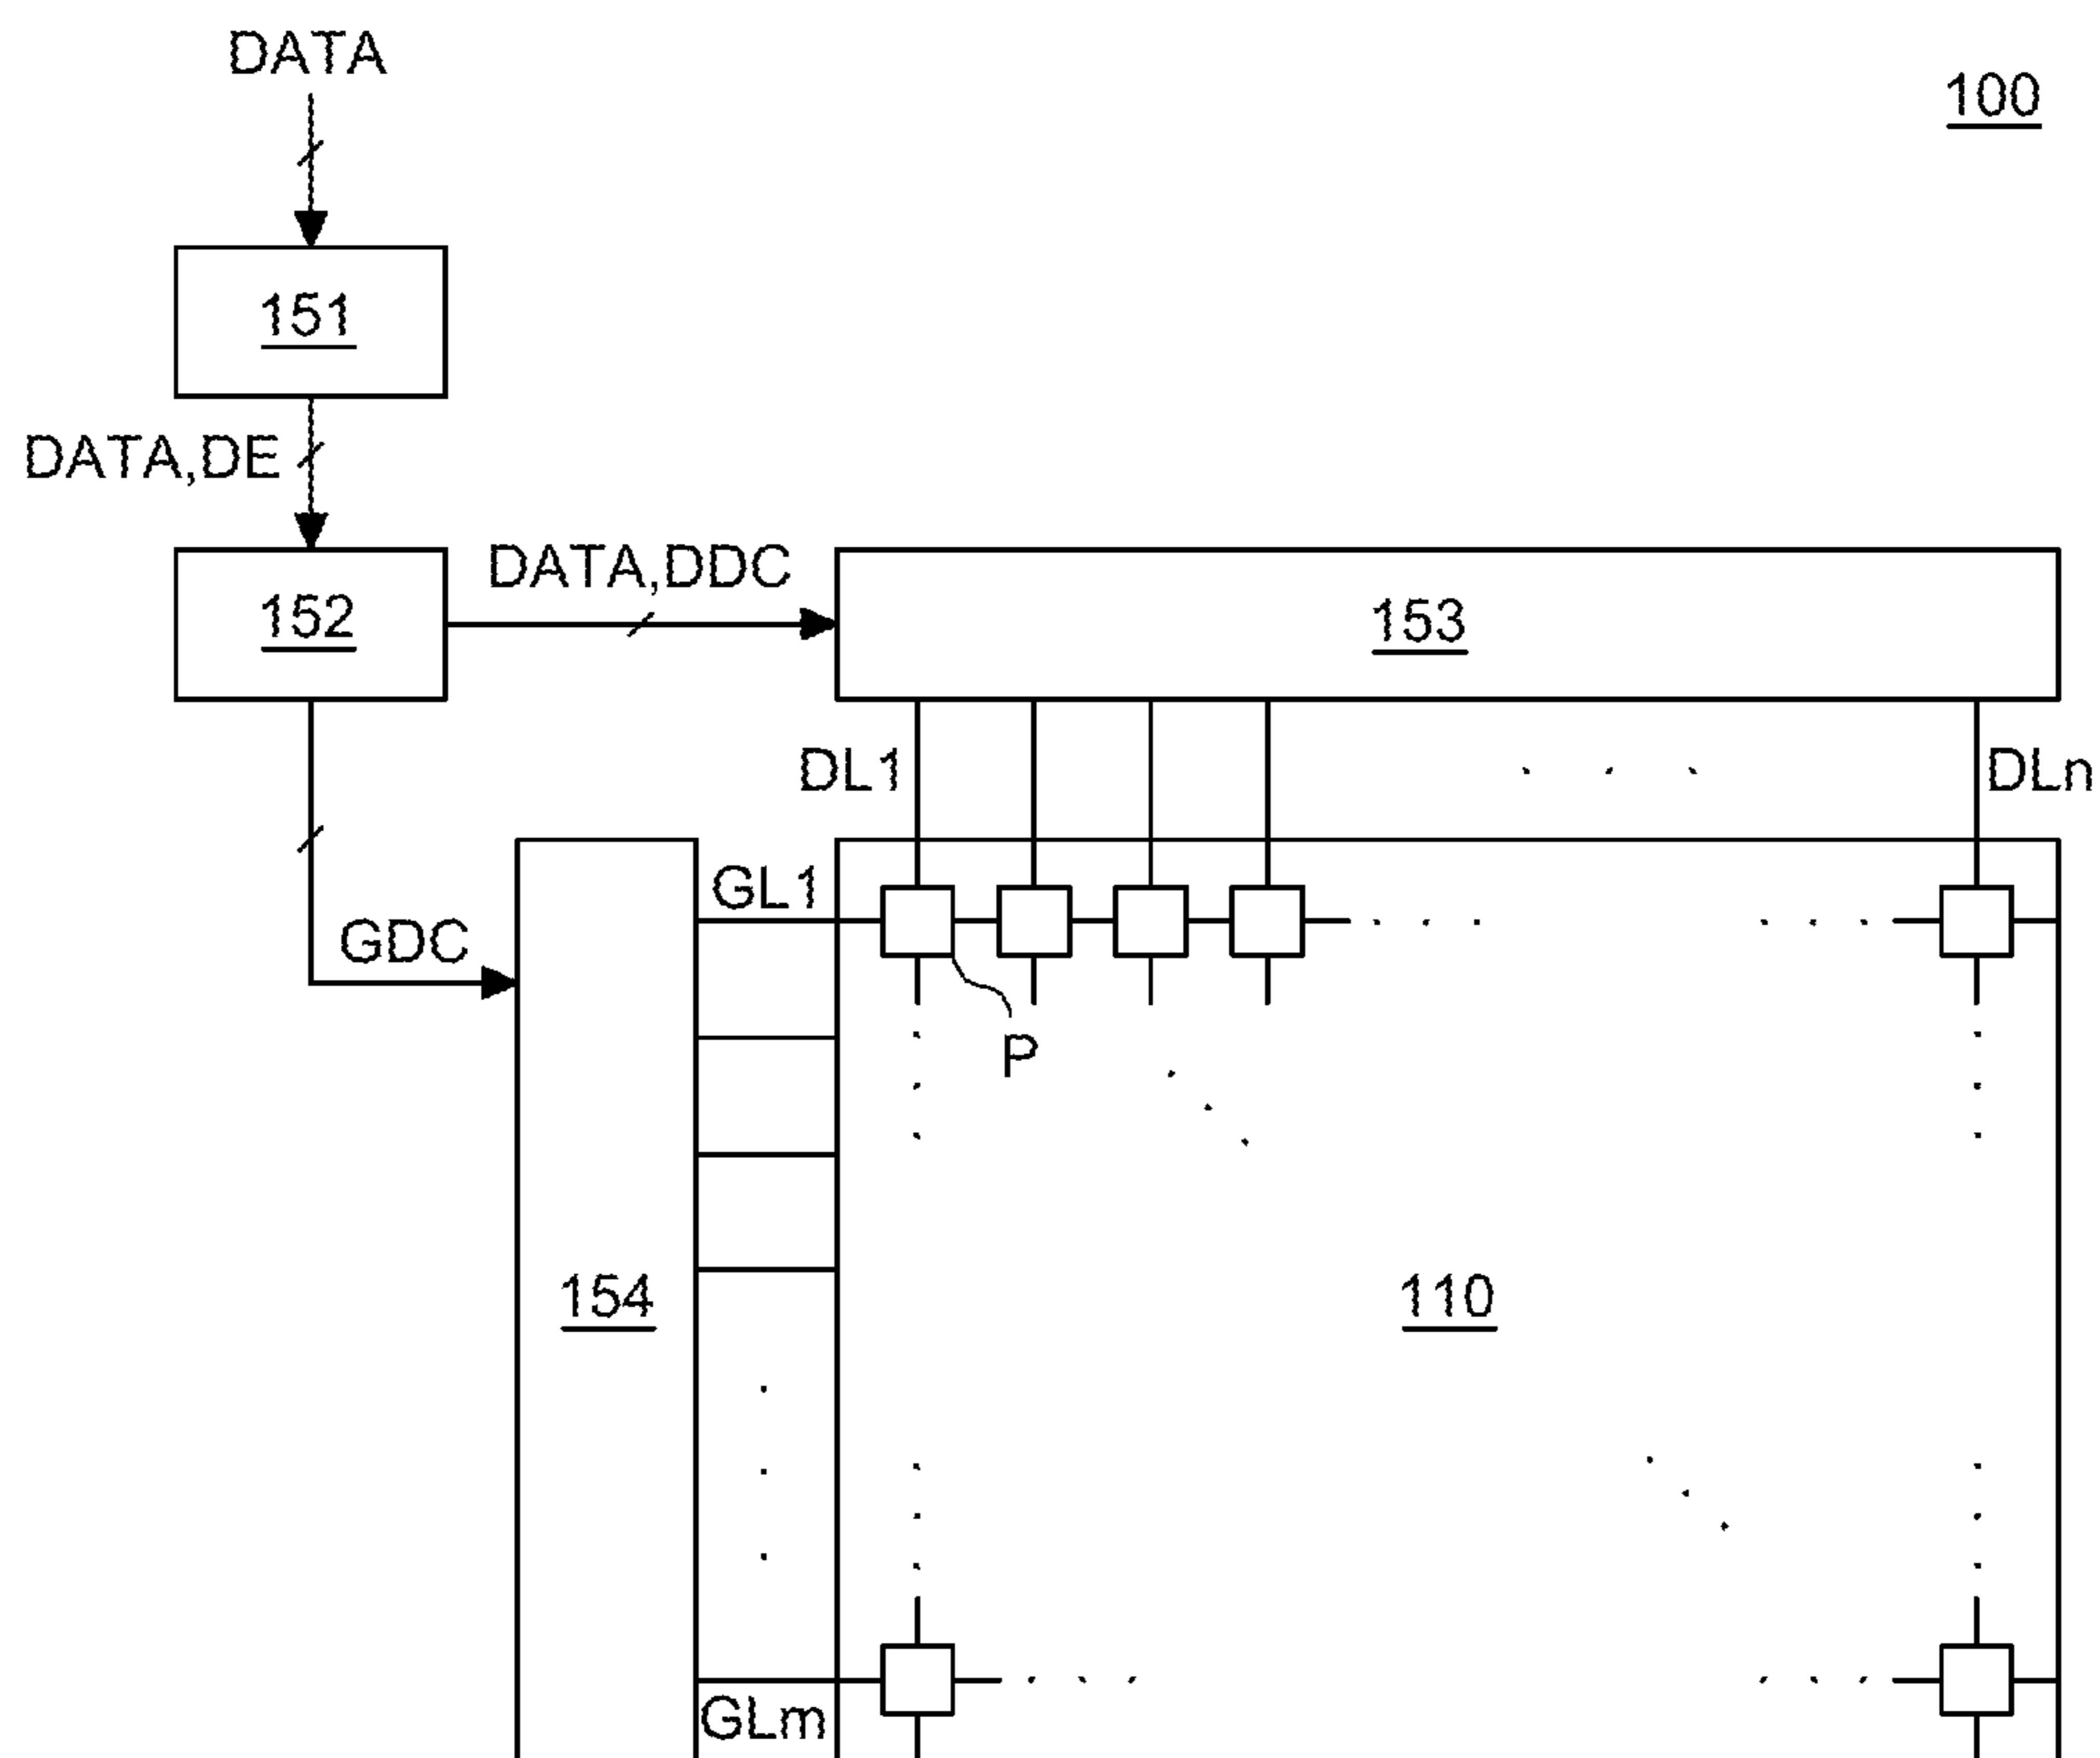 DATA
100
151
DATA,DE
DATA,DDC
152
153
DL1
DLn
GL1
GDC
P
154
110
GLm